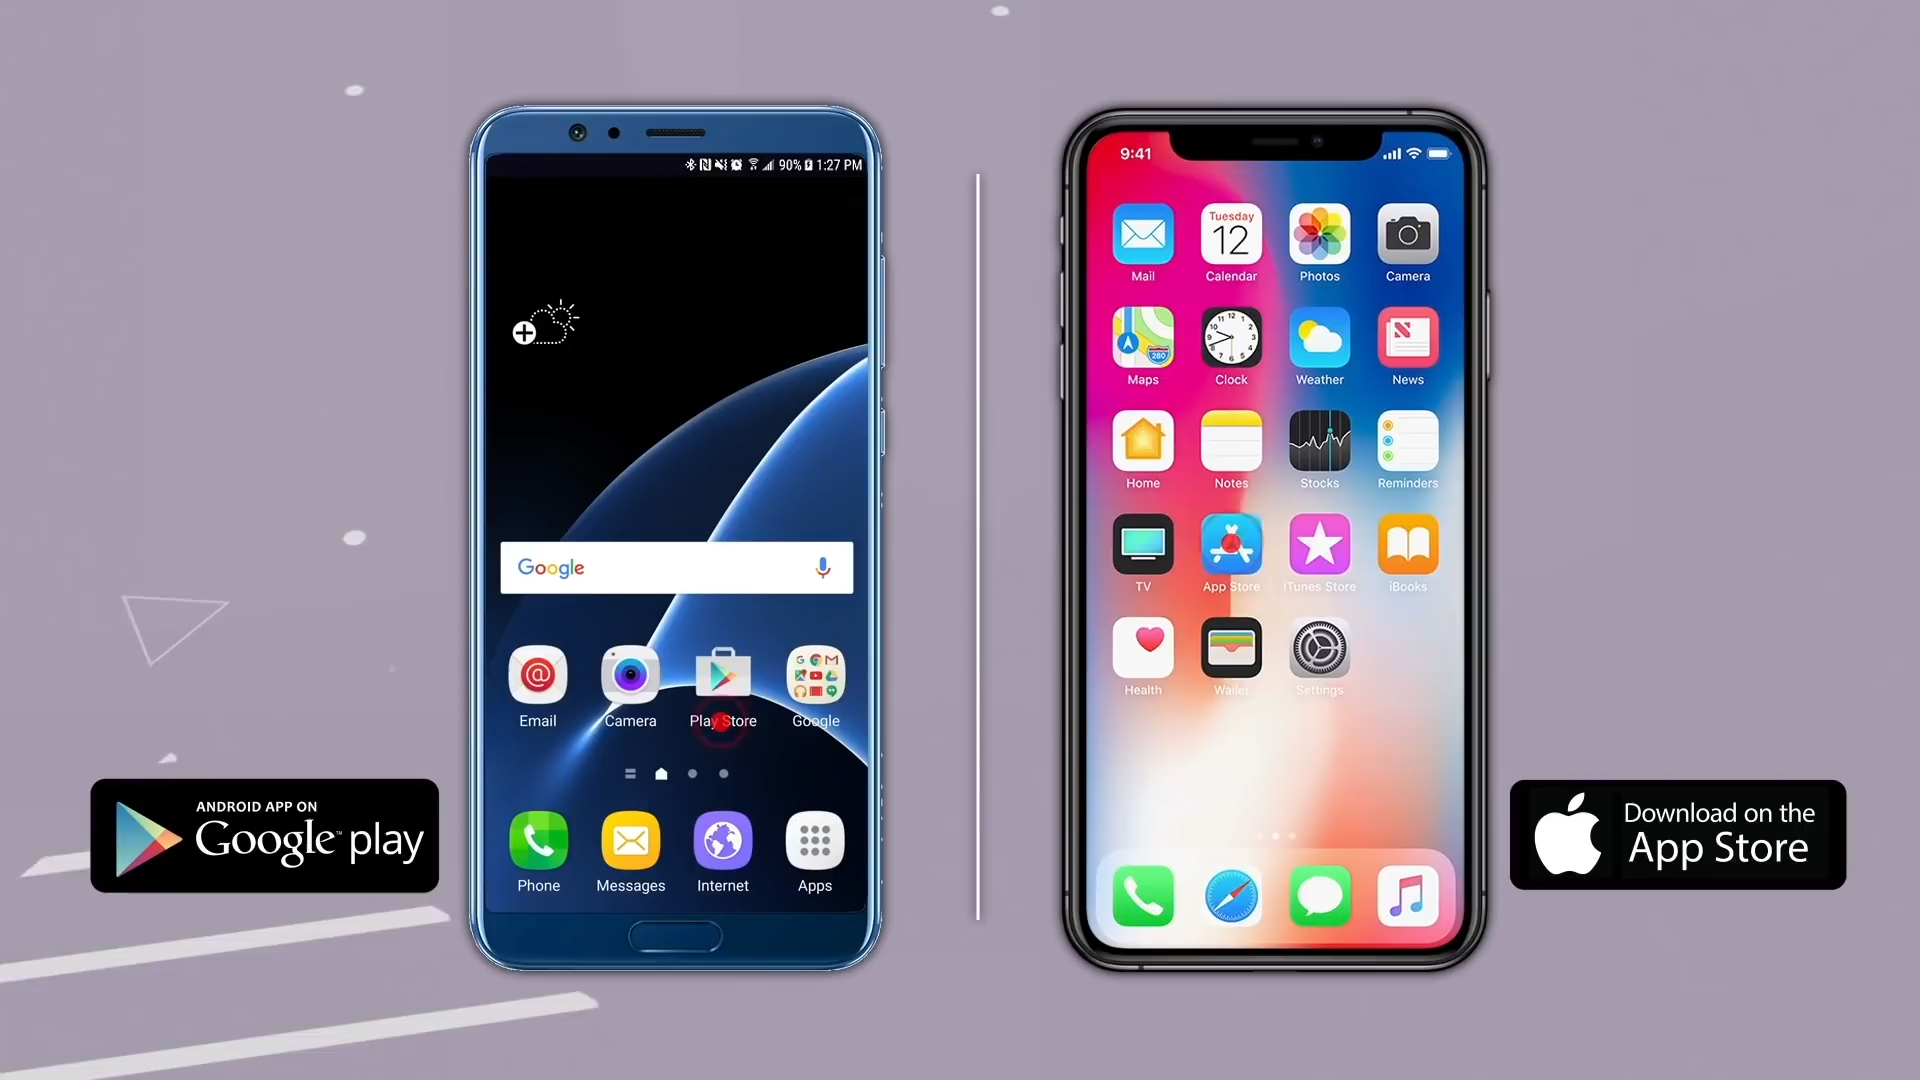 90% 1:27 PM
Google
Email Camera Play Store Google
Phone Messages Internet Apps
ANDROID APP ON
Google™ play
9:41
Tuesday
12
Mail Calendar Photos Camera
280
Maps Clock Weather News
Home Notes Stocks Reminders
TV App Store iTunes Store iBooks
Health Wallet Settings
Download on the
App Store